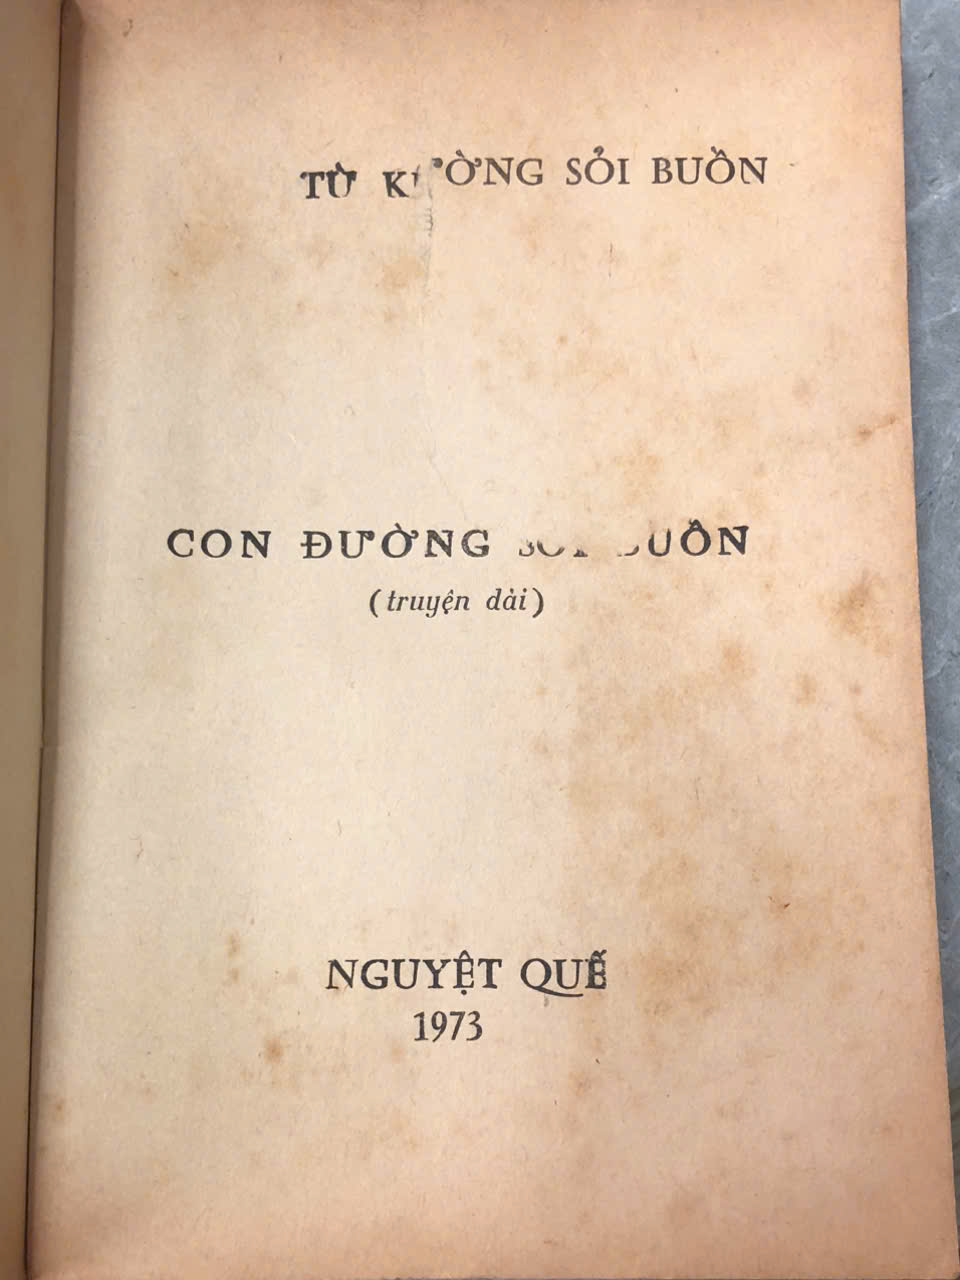 TỪ SỎI BUỒN
CON ĐƯỜNG
(truyện dài)
NGUYỆT QUẾ
1973